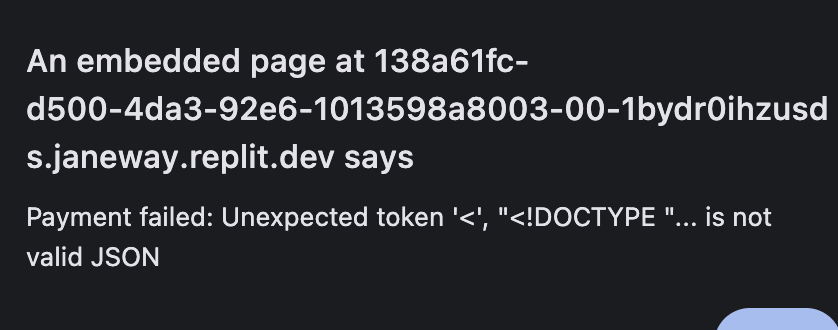 An embedded page at 138a61fc-
d500-4da3-92e6-1013598a8003-00-1bydr0ihzusd
s.janeway.replit.dev says
Payment failed: Unexpected token '<', "<!DOCTYPE "... is not
valid JSON